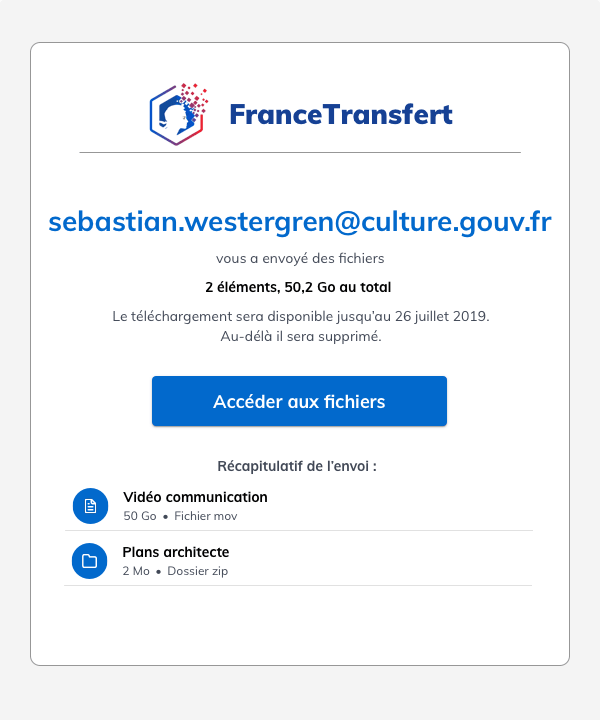 FranceTransfert
sebastian.westergren@culture.gouv.fr
vous a envoyé des fichiers
2 éléments, 50,2 Go au total
Le téléchargement sera disponible jusqu’au 26 juillet 2019.
Au-delà il sera supprimé.
Accéder aux fichiers
Récapitulatif de l’envoi :
Vidéo communication
50 Go • Fichier mov
Plans architecte
2 Mo • Dossier zip